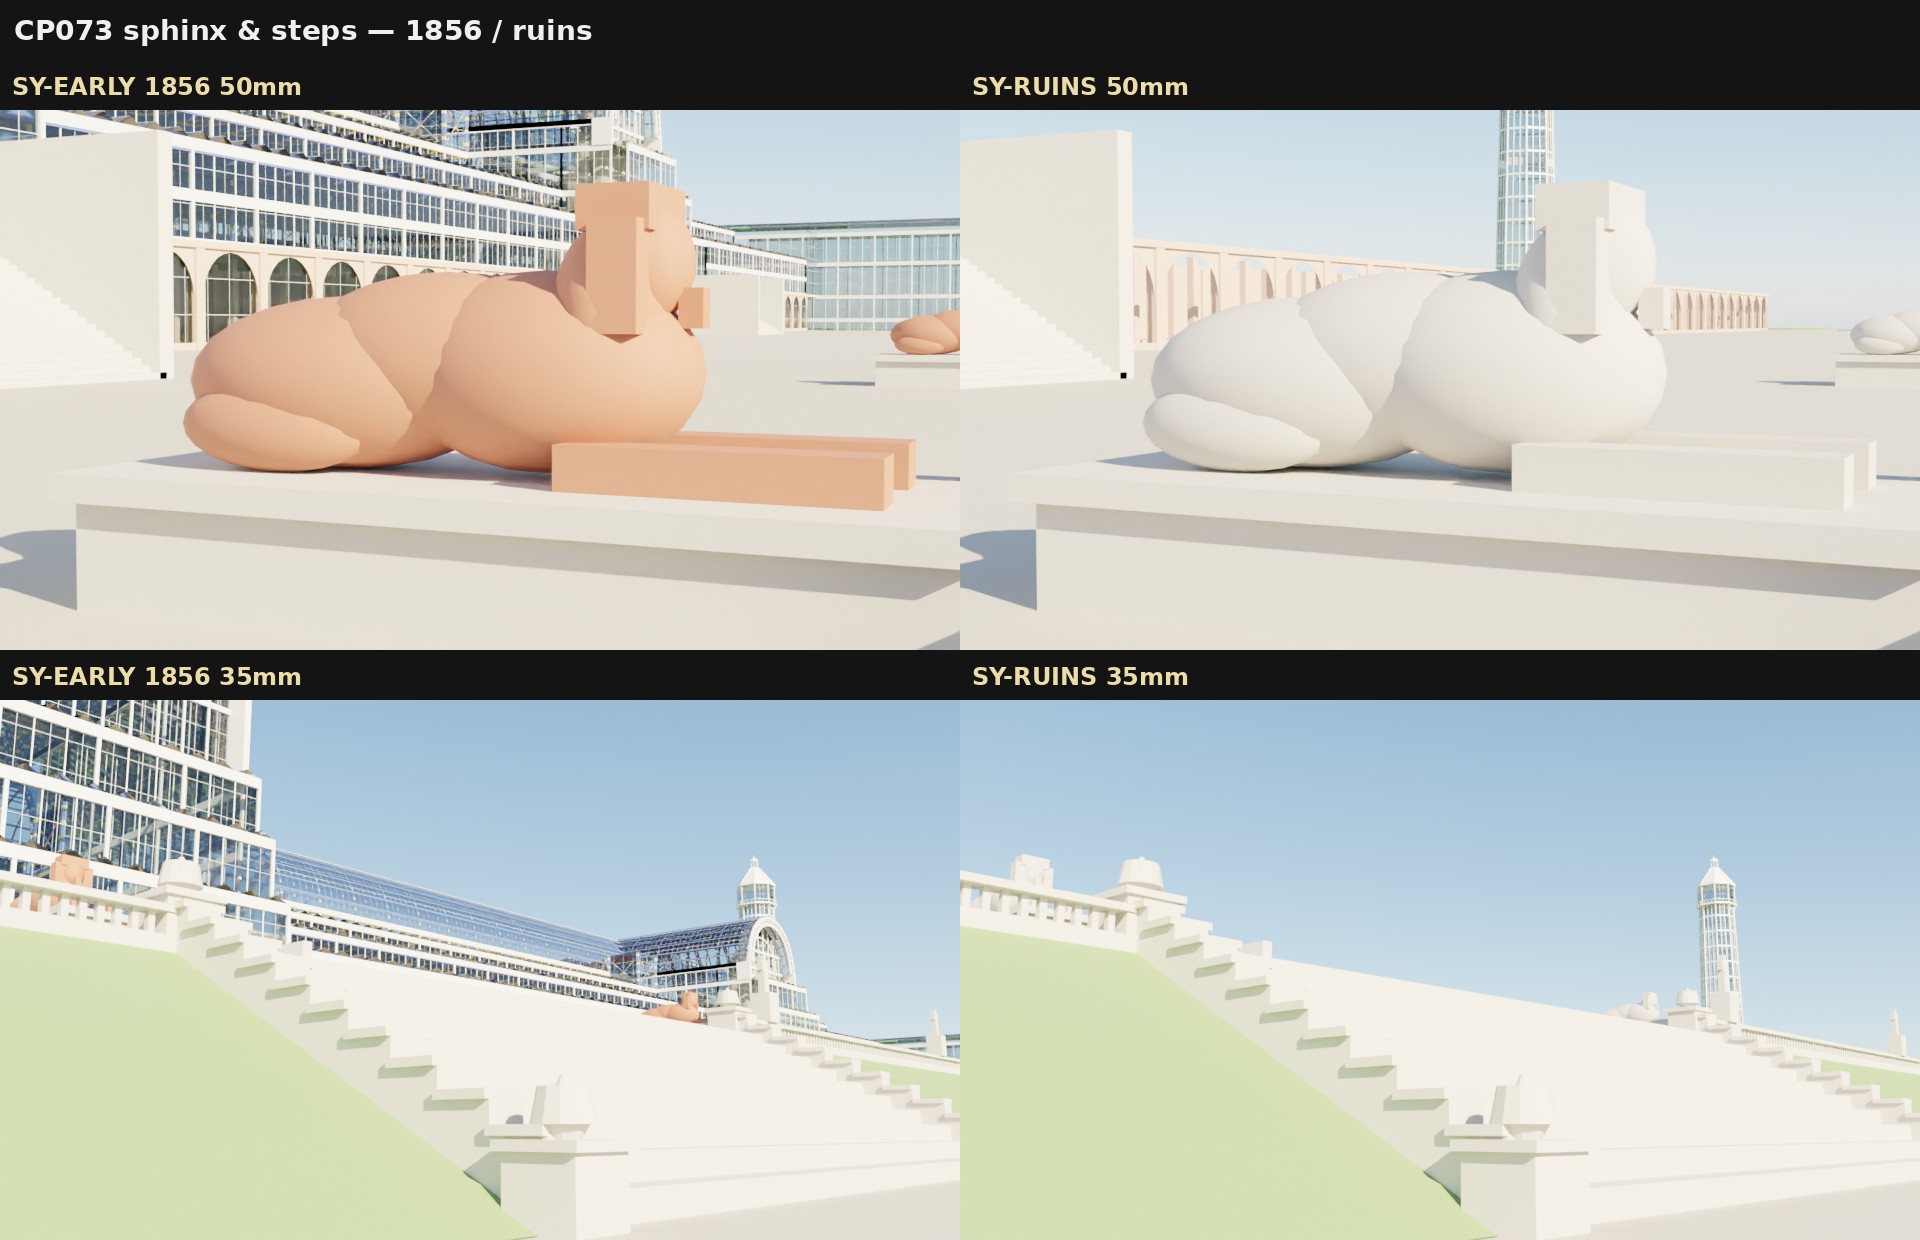 CP073 sphinx & steps — 1856 / ruins
SY-EARLY 1856 50mm
SY-RUINS 50mm
SY-EARLY 1856 35mm
SY-RUINS 35mm